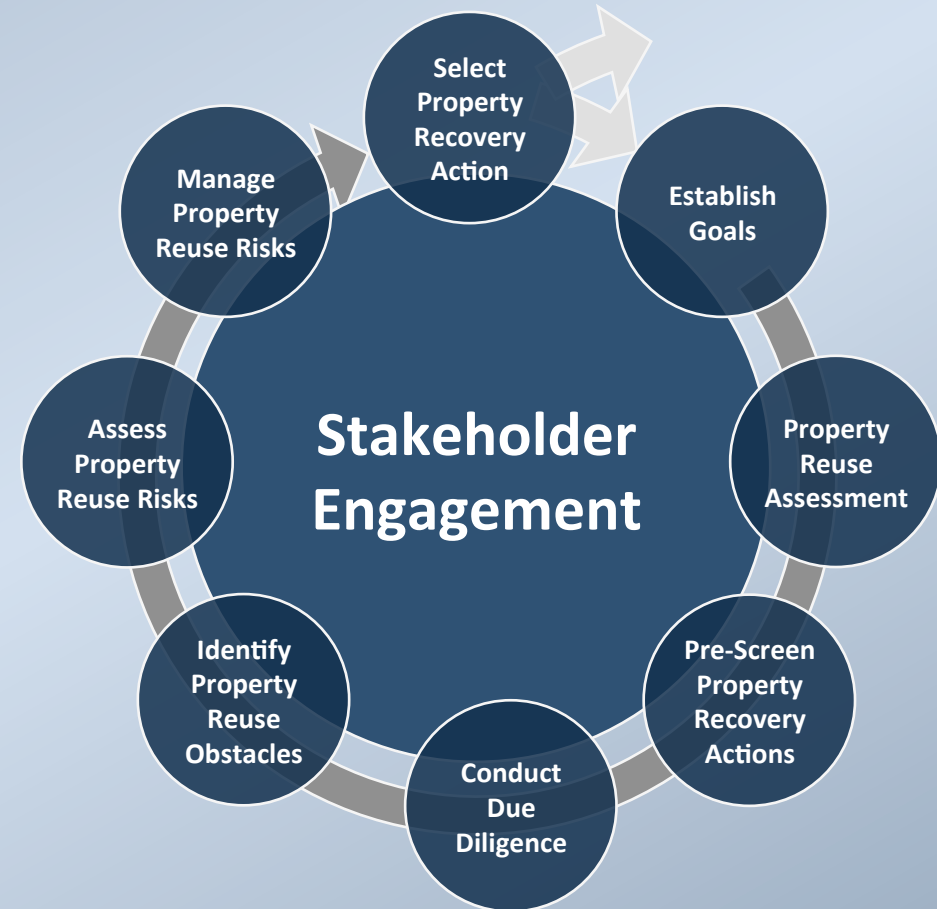 Select
Property
Recovery
Action
Establish
Goals
Property
Reuse
Assessment
Pre-Screen
Property
Recovery
Actions
Conduct
Due
Diligence
Identify
Property
Reuse
Obstacles
Assess
Property
Reuse Risks
Manage
Property
Reuse Risks
Stakeholder
Engagement